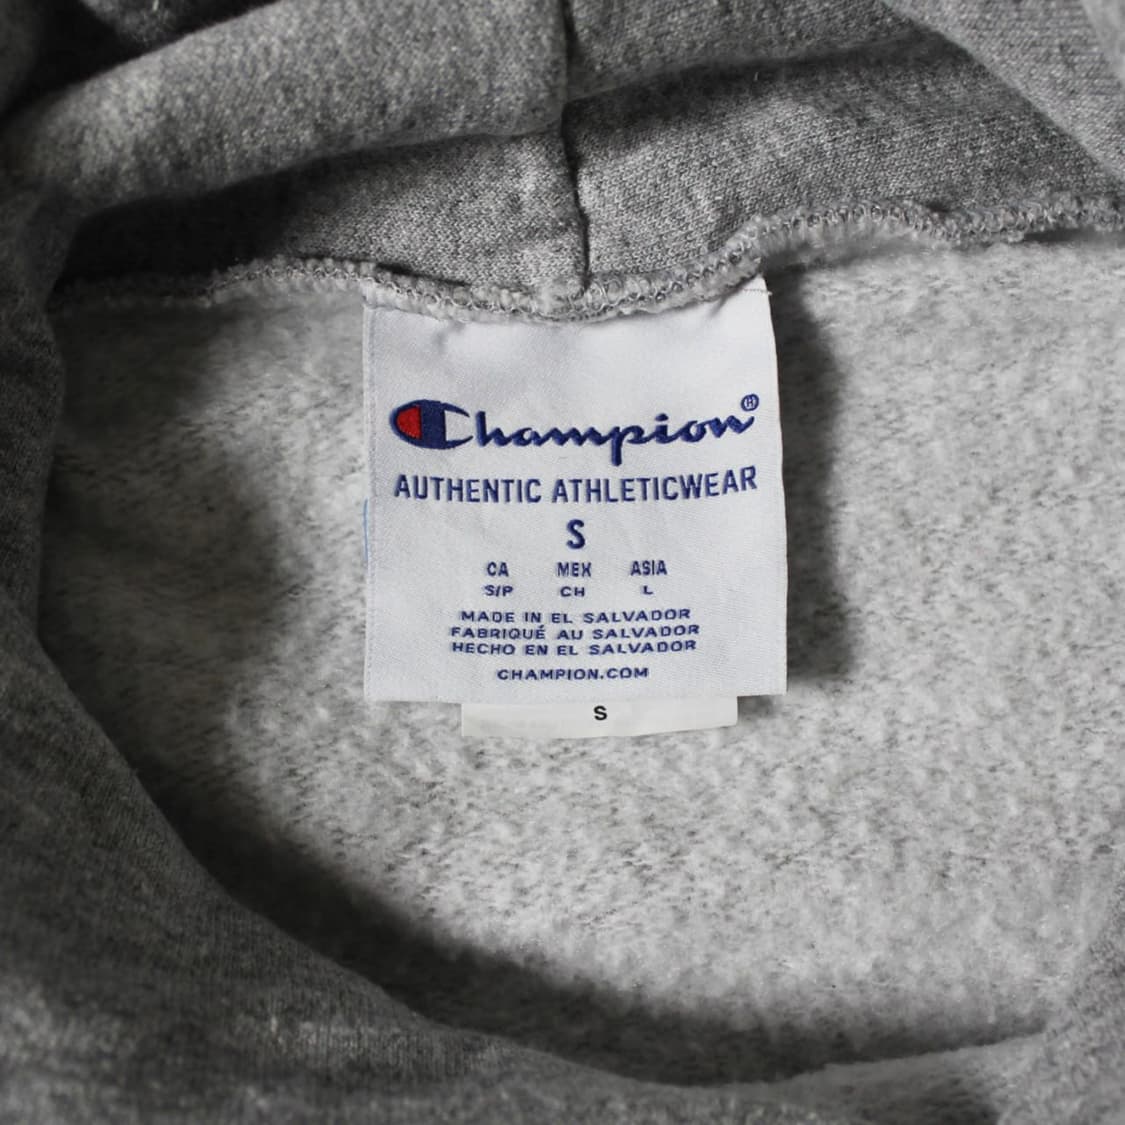 Champion®
AUTHENTIC ATHLETICWEAR
S
CA MEX ASIA
S/P CH L
MADE IN EL SALVADOR
FABRIQUÉ AU SALVADOR
HECHO EN EL SALVADOR
CHAMPION.COM
S